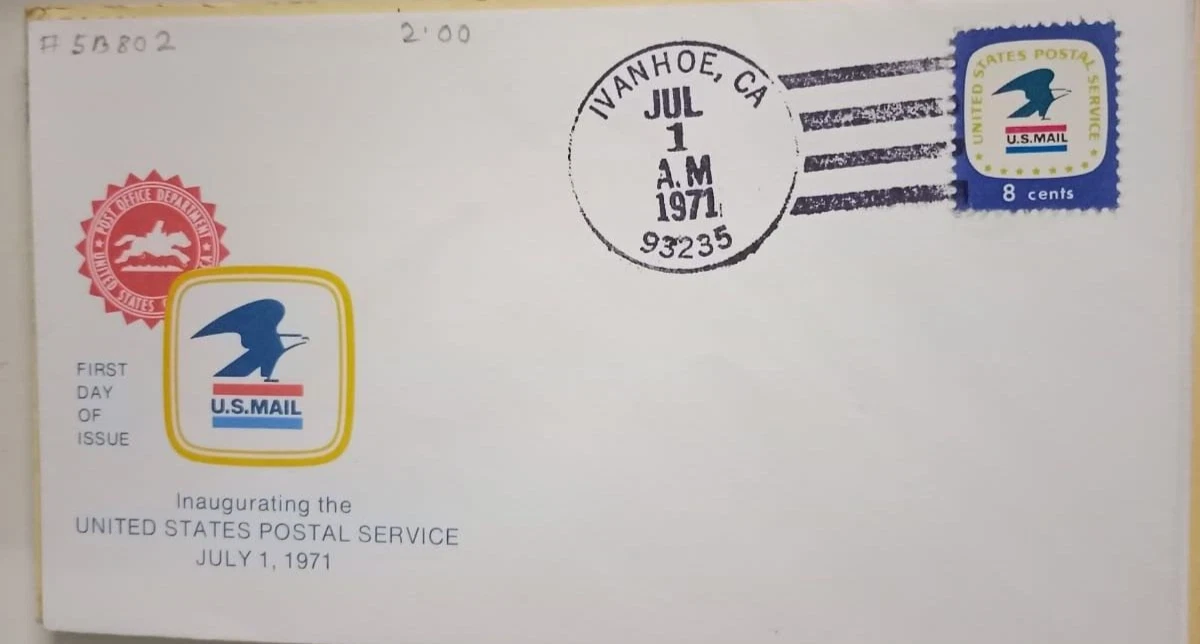 # 5B802
2.00
IVANHOE, CA
JUL
1
A.M
1971
93235
UNITED STATES POSTAL SERVICE
U.S.MAIL
8 cents
POST OFFICE DEPARTMENT
UNITED STATES
U.S.MAIL
FIRST
DAY
OF
ISSUE
Inaugurating the
UNITED STATES POSTAL SERVICE
JULY 1, 1971